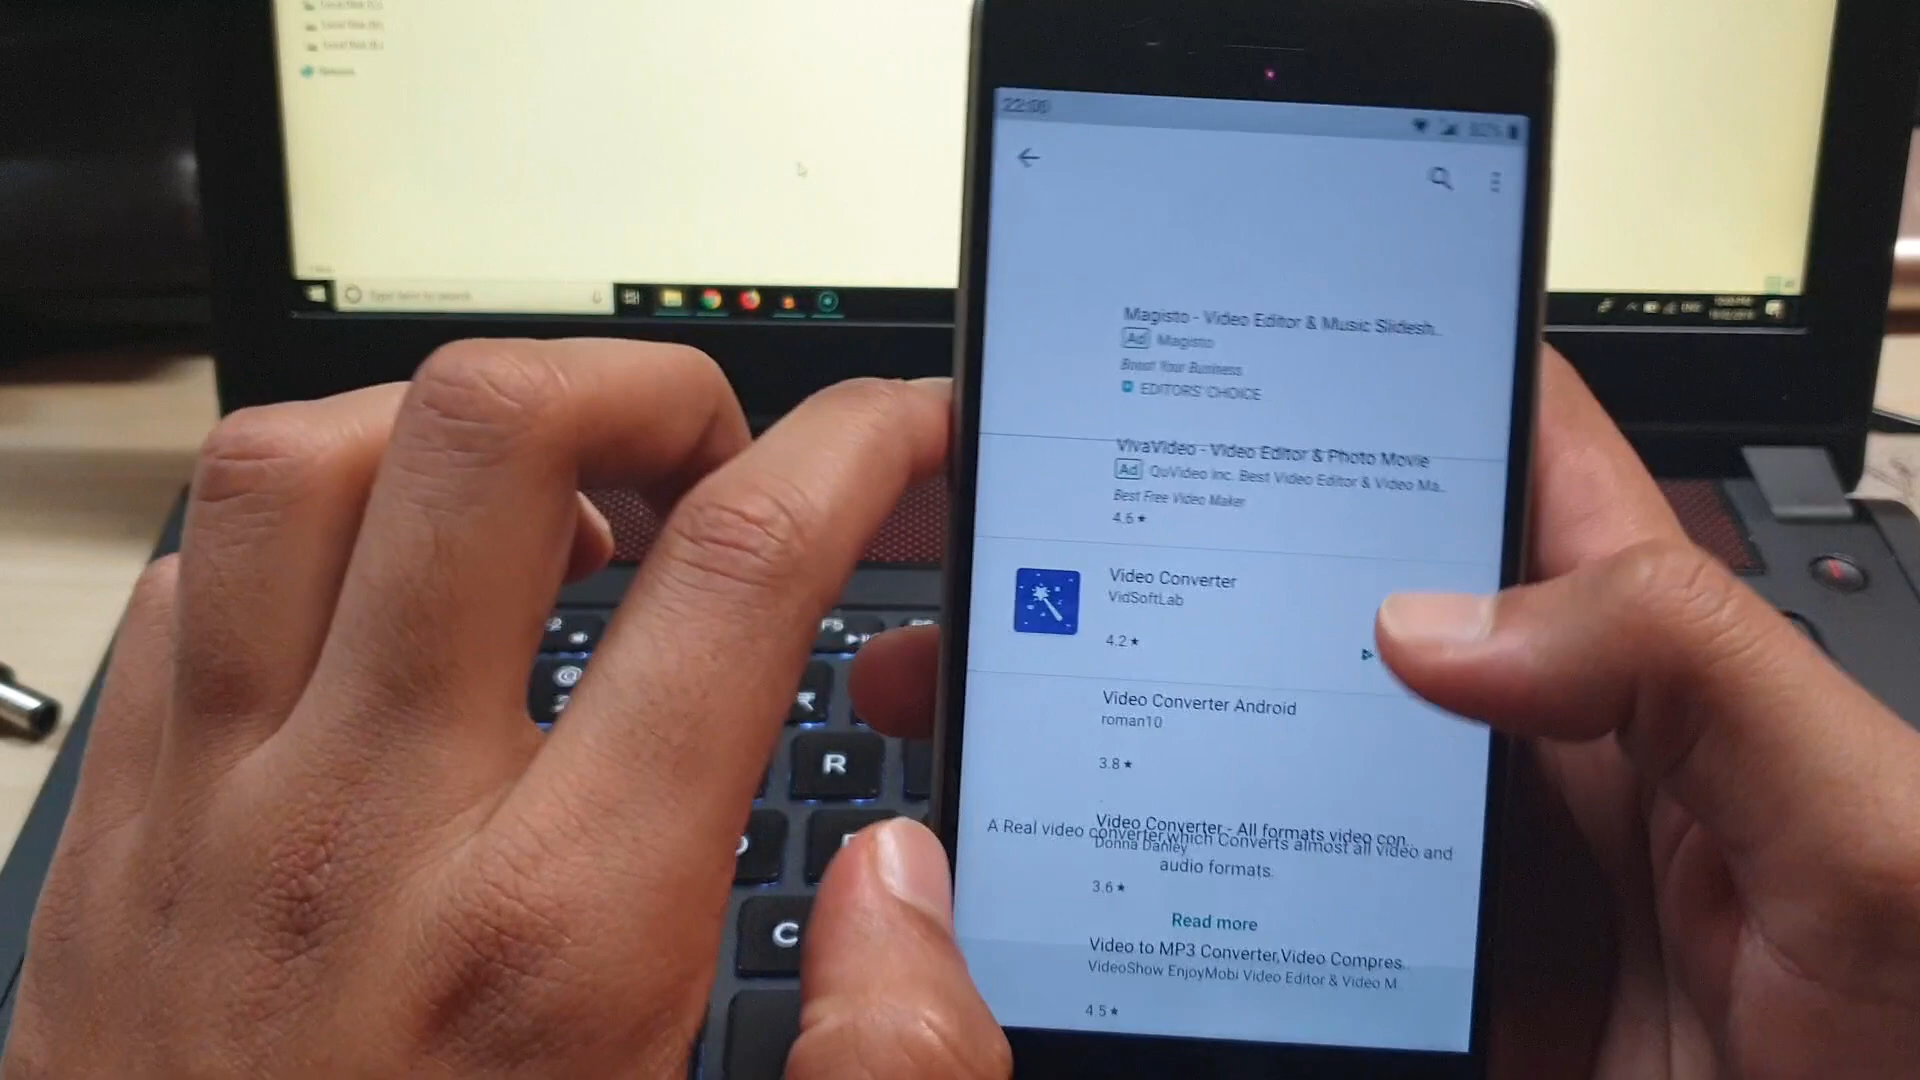 Type here to search
22:00
Magisto - Video Editor & Music Slidesh..
Ad Magisto
Boost Your Business
EDITORS' CHOICE
VivaVideo - Video Editor & Photo Movie
Ad QuVideo Inc. Best Video Editor & Video Ma..
Best Free Video Maker
4.6★
Video Converter
VidSoftLab
4.2★
Video Converter Android
roman10
3.8★
Video Converter - All formats video con..
A Real video converter,which Converts almost all video and
Donna Danley
audio formats.
3.6★
Read more
Video to MP3 Converter,Video Compres..
VideoShow EnjoyMobi Video Editor & Video M..
4.5★
F5
R
C